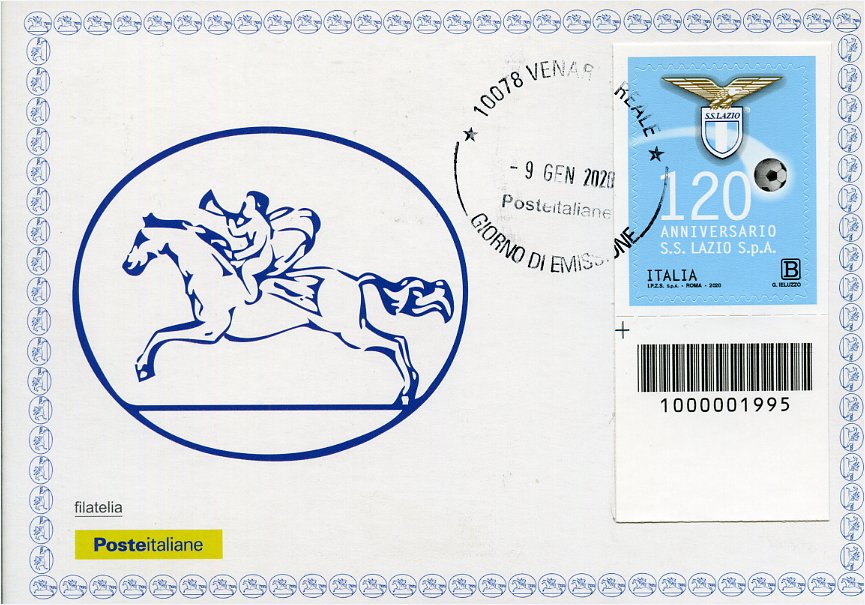 10078 VENAR REALE
- 9 GEN 2020
Posteitaliane
GIORNO DI EMISSIONE
S.S. LAZIO
120
ANNIVERSARIO
S.S. LAZIO S.p.A.
ITALIA
B
I.P.Z.S. S.p.A. - ROMA - 2020
G. IELUZZO
1000001995
filatelia
Posteitaliane